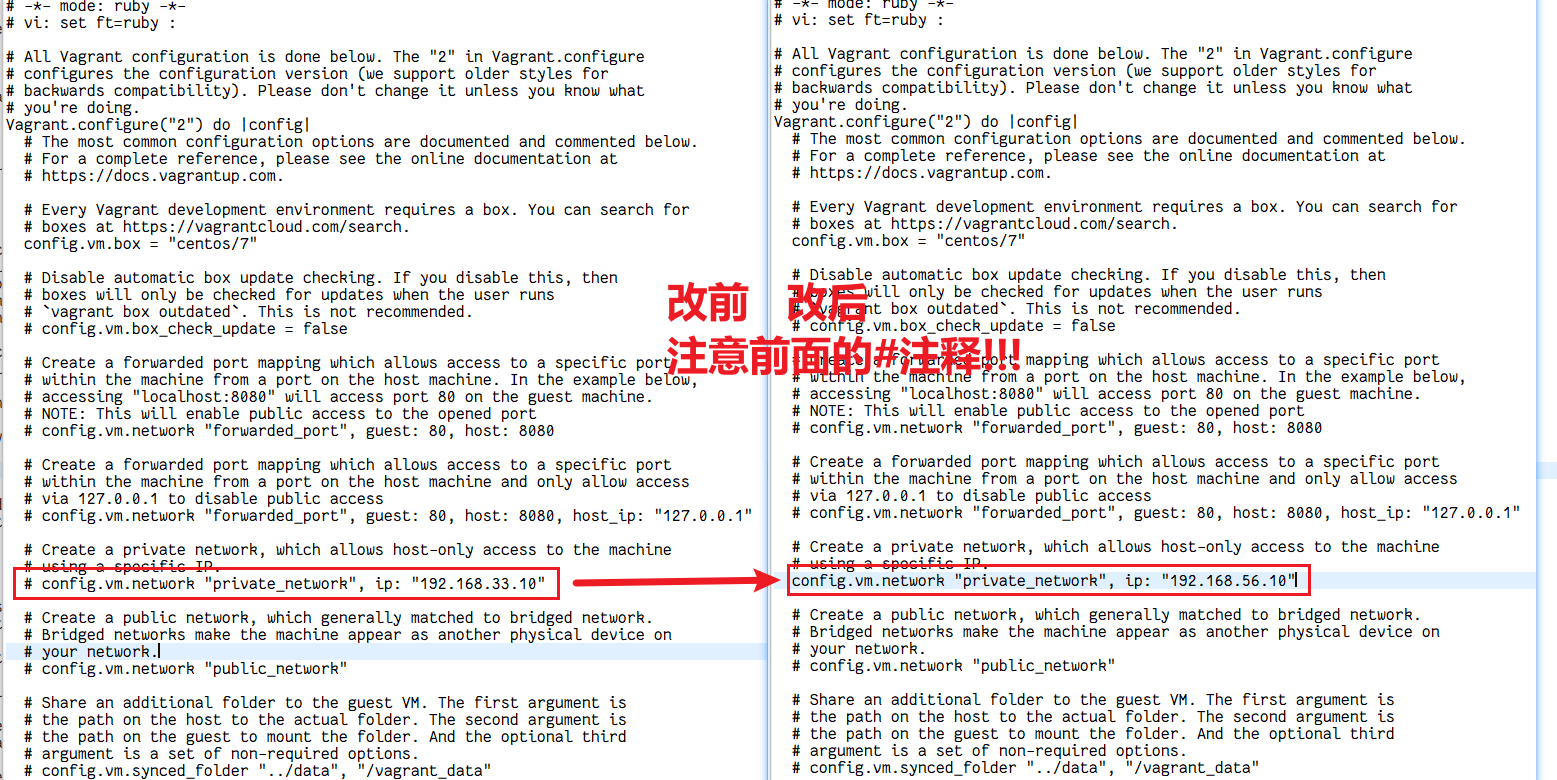 # -*- mode: ruby -*-
# vi: set ft=ruby :
# All Vagrant configuration is done below. The "2" in Vagrant.configure
# configures the configuration version (we support older styles for
# backwards compatibility). Please don't change it unless you know what
# you're doing.
Vagrant.configure("2") do |config|
# The most common configuration options are documented and commented below.
# For a complete reference, please see the online documentation at
# https://docs.vagrantup.com.
# Every Vagrant development environment requires a box. You can search for
# boxes at https://vagrantcloud.com/search.
config.vm.box = "centos/7"
# Disable automatic box update checking. If you disable this, then
# boxes will only be checked for updates when the user runs
# `vagrant box outdated`. This is not recommended.
# config.vm.box_check_update = false
# Create a forwarded port mapping which allows access to a specific port
# within the machine from a port on the host machine. In the example below,
# accessing "localhost:8080" will access port 80 on the guest machine.
# NOTE: This will enable public access to the opened port
# config.vm.network "forwarded_port", guest: 80, host: 8080
# Create a forwarded port mapping which allows access to a specific port
# within the machine from a port on the host machine and only allow access
# via 127.0.0.1 to disable public access
# config.vm.network "forwarded_port", guest: 80, host: 8080, host_ip: "127.0.0.1"
# Create a private network, which allows host-only access to the machine
# using a specific IP.
# config.vm.network "private_network", ip: "192.168.33.10"
# Create a public network, which generally matched to bridged network.
# Bridged networks make the machine appear as another physical device on
# your network.
# config.vm.network "public_network"
# Share an additional folder to the guest VM. The first argument is
# the path on the host to the actual folder. The second argument is
# the path on the guest to mount the folder. And the optional third
# argument is a set of non-required options.
# config.vm.synced_folder "../data", "/vagrant_data"
改前 改后
注意前面的#注释!!!
# -*- mode: ruby -*-
# vi: set ft=ruby :
# All Vagrant configuration is done below. The "2" in Vagrant.configure
# configures the configuration version (we support older styles for
# backwards compatibility). Please don't change it unless you know what
# you're doing.
Vagrant.configure("2") do |config|
# The most common configuration options are documented and commented below.
# For a complete reference, please see the online documentation at
# https://docs.vagrantup.com.
# Every Vagrant development environment requires a box. You can search for
# boxes at https://vagrantcloud.com/search.
config.vm.box = "centos/7"
# Disable automatic box update checking. If you disable this, then
# boxes will only be checked for updates when the user runs
# `vagrant box outdated`. This is not recommended.
# config.vm.box_check_update = false
# Create a forwarded port mapping which allows access to a specific port
# within the machine from a port on the host machine. In the example below,
# accessing "localhost:8080" will access port 80 on the guest machine.
# NOTE: This will enable public access to the opened port
# config.vm.network "forwarded_port", guest: 80, host: 8080
# Create a forwarded port mapping which allows access to a specific port
# within the machine from a port on the host machine and only allow access
# via 127.0.0.1 to disable public access
# config.vm.network "forwarded_port", guest: 80, host: 8080, host_ip: "127.0.0.1"
# Create a private network, which allows host-only access to the machine
# using a specific IP.
config.vm.network "private_network", ip: "192.168.56.10"
# Create a public network, which generally matched to bridged network.
# Bridged networks make the machine appear as another physical device on
# your network.
# config.vm.network "public_network"
# Share an additional folder to the guest VM. The first argument is
# the path on the host to the actual folder. The second argument is
# the path on the guest to mount the folder. And the optional third
# argument is a set of non-required options.
# config.vm.synced_folder "../data", "/vagrant_data"